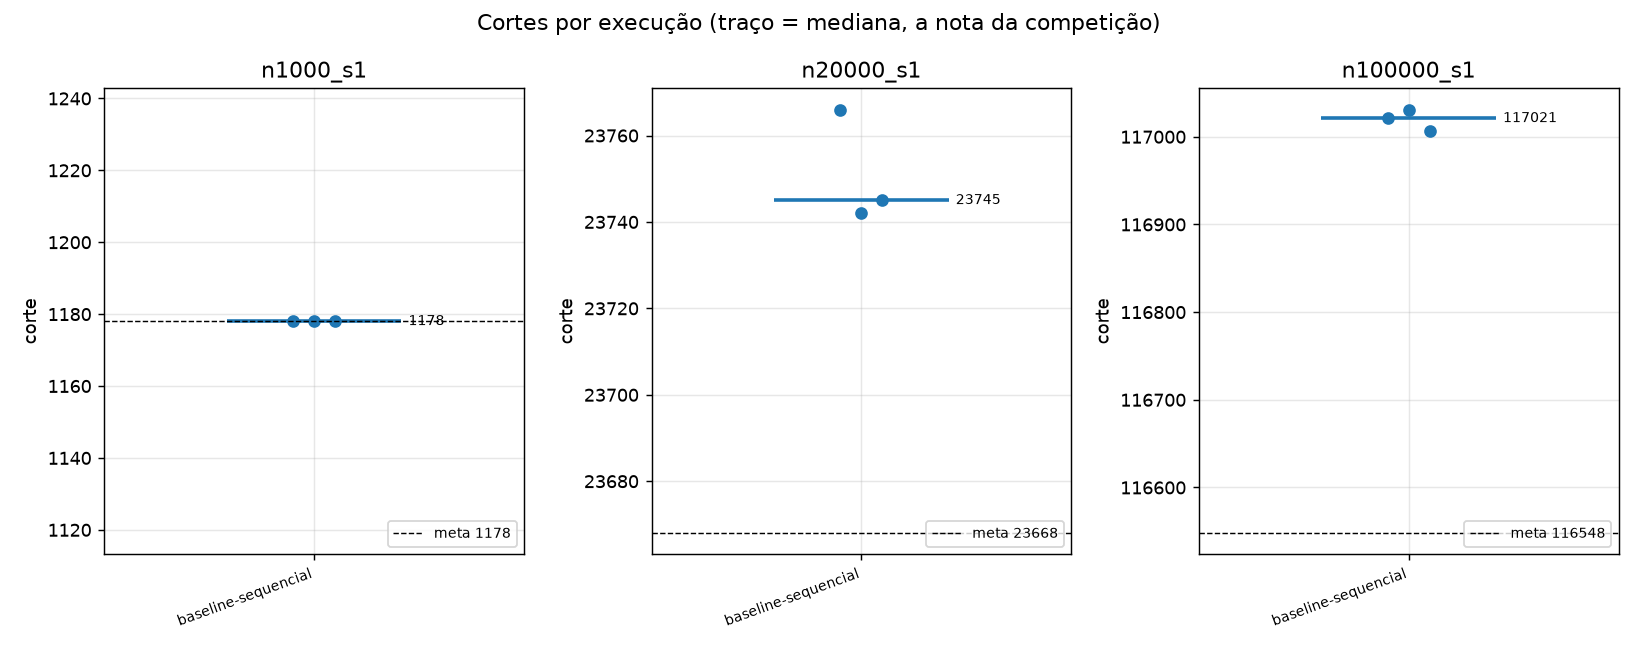 Cortes por execução (traço = mediana, a nota da competição)
n1000_s1
corte
1240
1220
1200
1180
1160
1140
1120
1178
meta 1178
baseline-sequencial
n20000_s1
corte
23760
23740
23720
23700
23680
23745
meta 23668
baseline-sequencial
n100000_s1
corte
117000
116900
116800
116700
116600
117021
meta 116548
baseline-sequencial